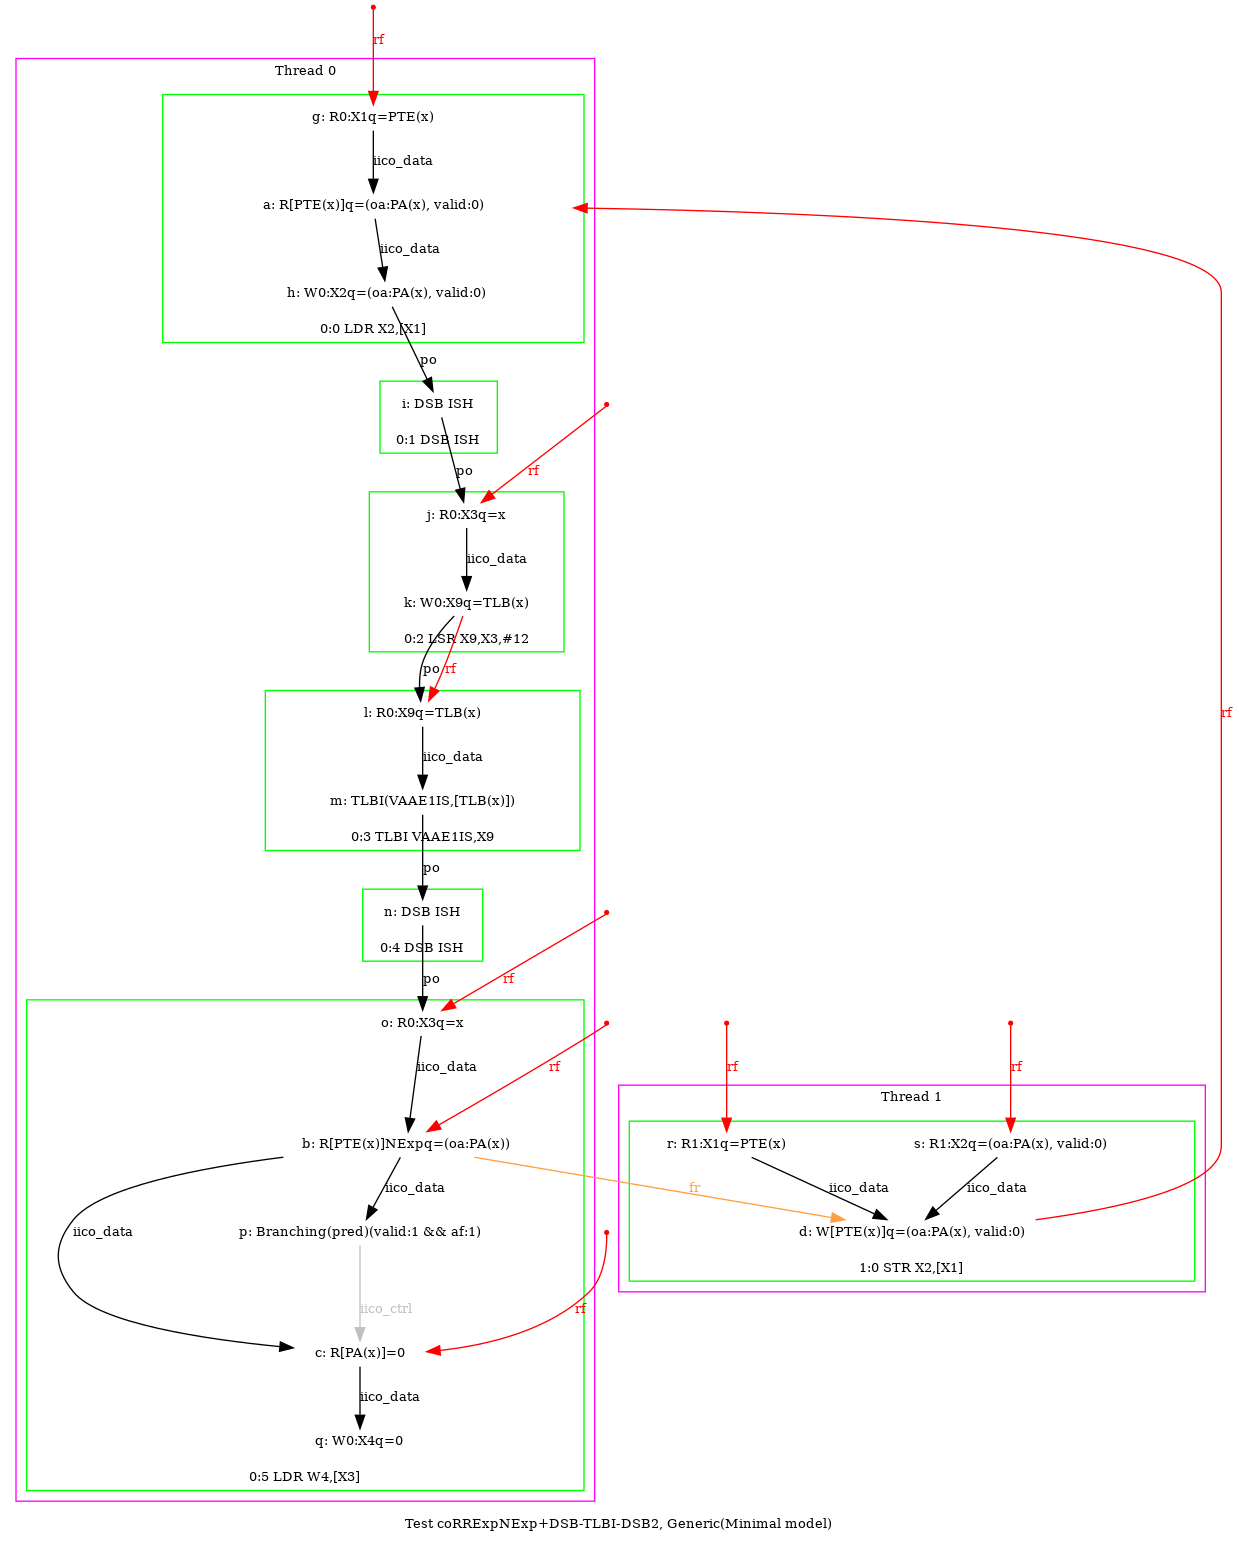 rf
Thread 0
g: R0:X1q=PTE(x)
iico_data
a: R[PTE(x)]q=(oa:PA(x), valid:0)
iico_data
h: W0:X2q=(oa:PA(x), valid:0)
0:0 LDR X2,[X1]
po
i: DSB ISH
0:1 DSB ISH
po
rf
j: R0:X3q=x
iico_data
k: W0:X9q=TLB(x)
0:2 LSR X9,X3,#12
po
rf
l: R0:X9q=TLB(x)
rf
iico_data
m: TLBI(VAAE1IS,[TLB(x)])
0:3 TLBI VAAE1IS,X9
po
n: DSB ISH
0:4 DSB ISH
po
rf
o: R0:X3q=x
iico_data
rf
rf
rf
Thread 1
b: R[PTE(x)]NExpq=(oa:PA(x))
r: R1:X1q=PTE(x)
s: R1:X2q=(oa:PA(x), valid:0)
iico_data
fr
iico_data
iico_data
iico_data
p: Branching(pred)(valid:1 && af:1)
d: W[PTE(x)]q=(oa:PA(x), valid:0)
1:0 STR X2,[X1]
iico_ctrl
rf
c: R[PA(x)]=0
iico_data
q: W0:X4q=0
0:5 LDR W4,[X3]
Test coRRExpNExp+DSB-TLBI-DSB2, Generic(Minimal model)